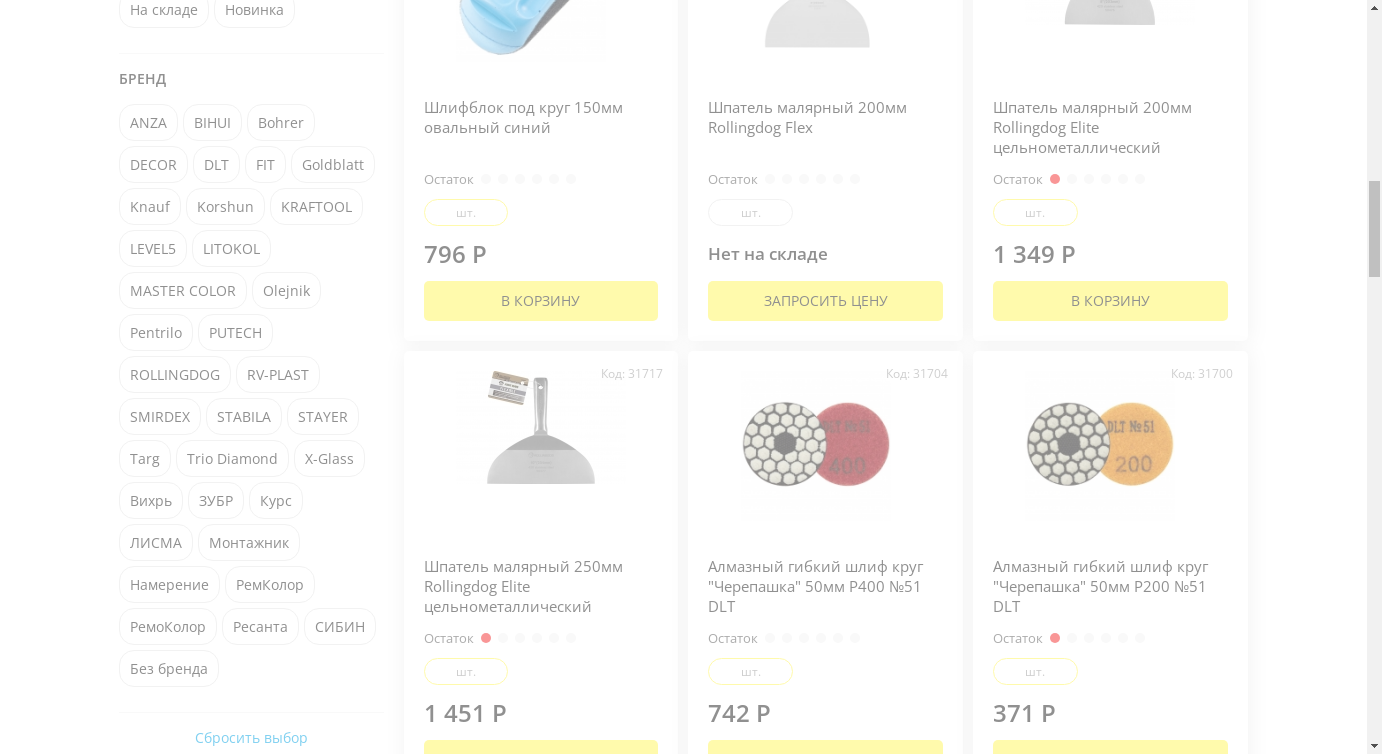 На складе
Новинка
БРЕНД
ANZA
BIHUI
Bohrer
DECOR
DLT
FIT
Goldblatt
Knauf
Korshun
KRAFTOOL
LEVEL5
LITOKOL
MASTER COLOR
Olejnik
Pentrilo
PUTECH
ROLLINGDOG
RV-PLAST
SMIRDEX
STABILA
STAYER
Targ
Trio Diamond
X-Glass
Вихрь
ЗУБР
Курс
ЛИСМА
Монтажник
Намерение
РемКолор
РемоКолор
Ресанта
СИБИН
Без бренда
Сбросить выбор
Шлифблок под круг 150мм
овальный синий
Остаток
шт.
796 Р
В КОРЗИНУ
Шпатель малярный 200мм
Rollingdog Flex
Остаток
шт.
Нет на складе
ЗАПРОСИТЬ ЦЕНУ
Шпатель малярный 200мм
Rollingdog Elite
цельнометаллический
Остаток
шт.
1 349 Р
В КОРЗИНУ
Код: 31717
Шпатель малярный 250мм
Rollingdog Elite
цельнометаллический
Остаток
шт.
1 451 Р
Код: 31704
400
Алмазный гибкий шлиф круг
"Черепашка" 50мм P400 №51
DLT
Остаток
шт.
742 Р
Код: 31700
DLT №51
200
Алмазный гибкий шлиф круг
"Черепашка" 50мм P200 №51
DLT
Остаток
шт.
371 Р